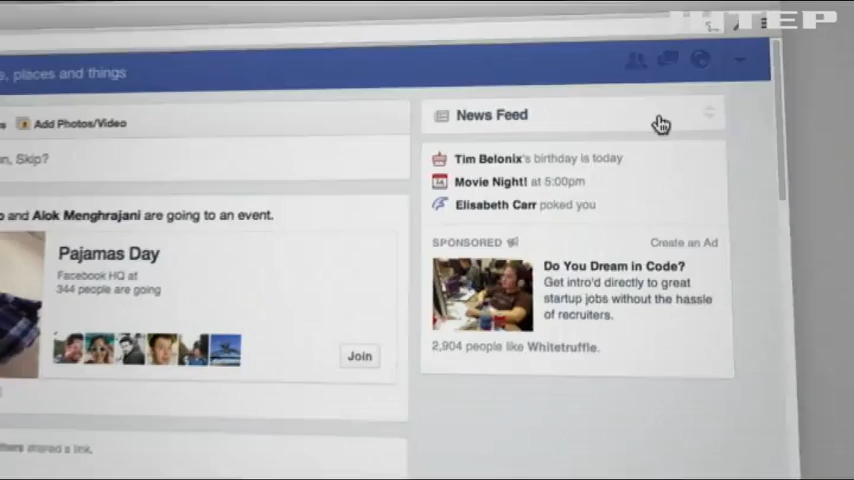 ІНТЕР
, places and things
Add Photos/Video
n, Skip?
and Alok Menghrajani are going to an event.
Pajamas Day
Facebook HQ at
344 people are going
Join
shared a link.
News Feed
Tim Belonix's birthday is today
Movie Night! at 5:00pm
Elisabeth Carr poked you
SPONSORED
Create an Ad
Do You Dream in Code?
Get intro'd directly to great
startup jobs without the hassle
of recruiters.
2,904 people like Whitetruffle.